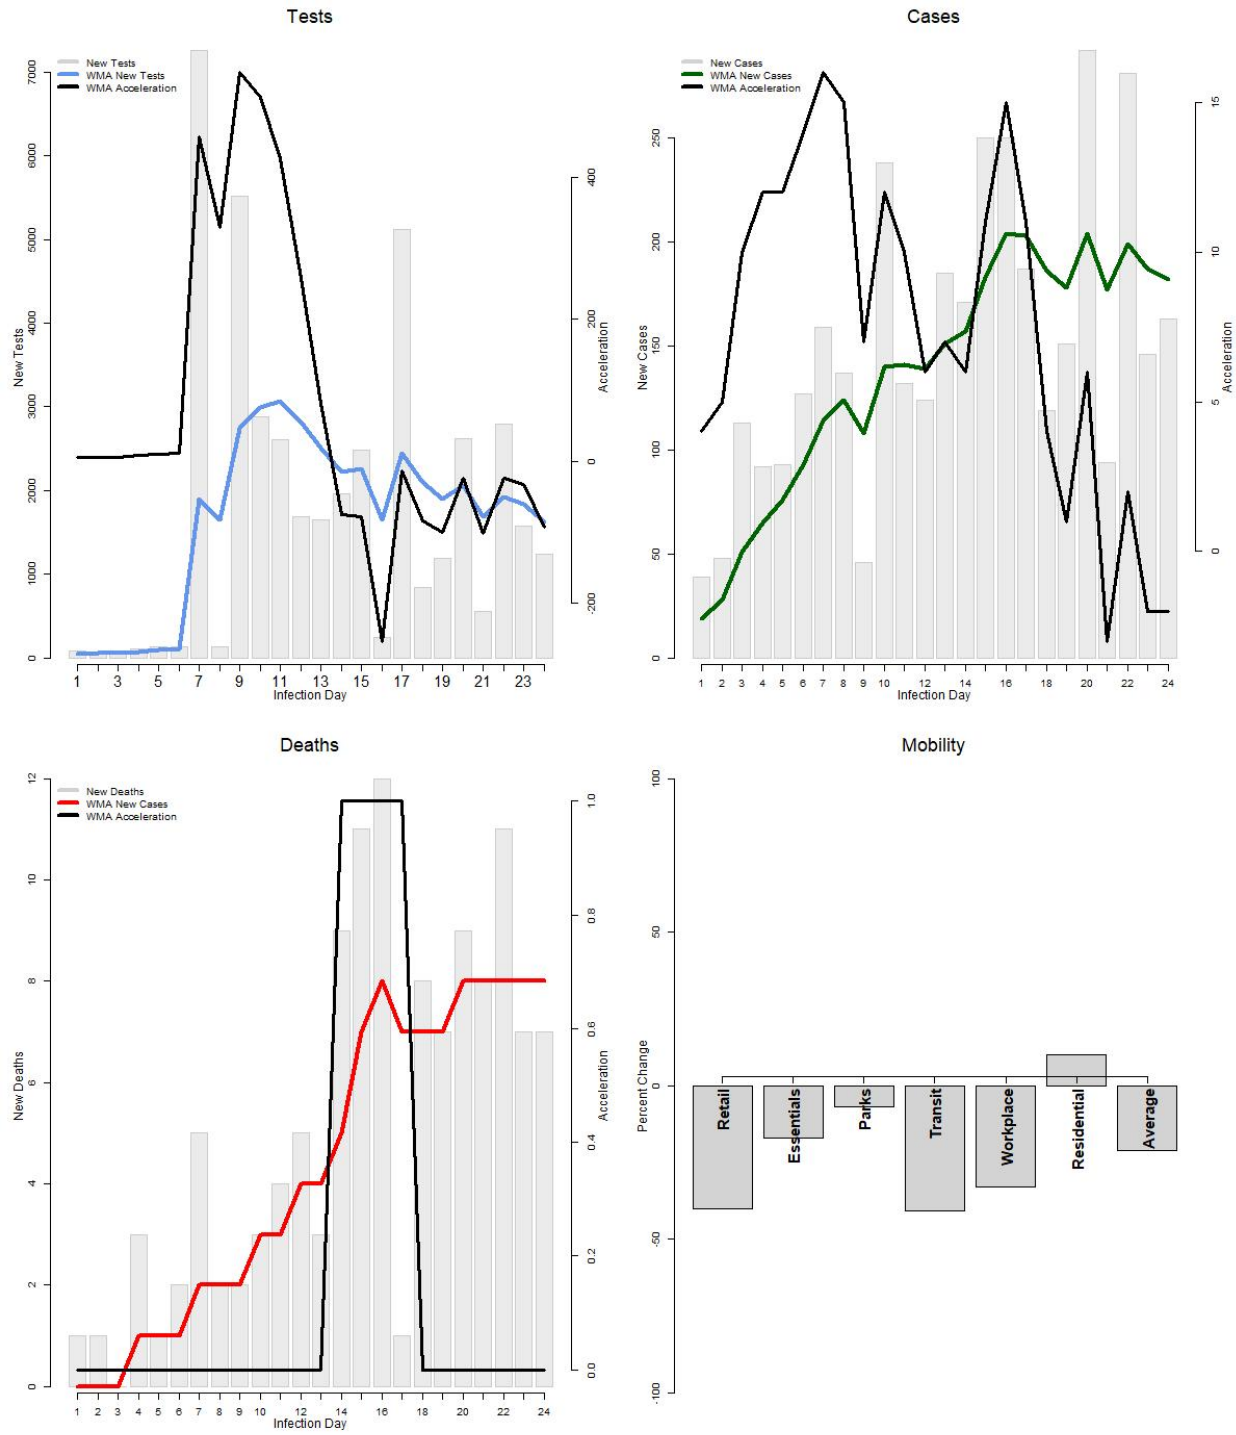 Tests
New Tests
WMA New Tests
WMA Acceleration
7000
6000
5000
4000
3000
2000
1000
0
New Tests
400
200
0
-200
Acceleration
1 3 5 7 9 11 13 15 17 19 21 23
Infection Day
Cases
New Cases
WMA New Cases
WMA Acceleration
250
200
150
100
50
0
New Cases
15
10
5
0
Acceleration
1 2 3 4 5 6 7 8 10 12 14 16 18 20 22 24
Infection Day
Deaths
New Deaths
WMA New Cases
WMA Acceleration
12
10
8
6
4
2
0
New Deaths
1.0
0.8
0.6
0.4
0.2
0.0
Acceleration
1 2 3 4 5 6 7 8 9 10 12 14 16 18 20 22 24
Infection Day
Mobility
100
50
0
-50
-100
Percent Change
Retail
Essentials
Parks
Transit
Workplace
Residential
Average